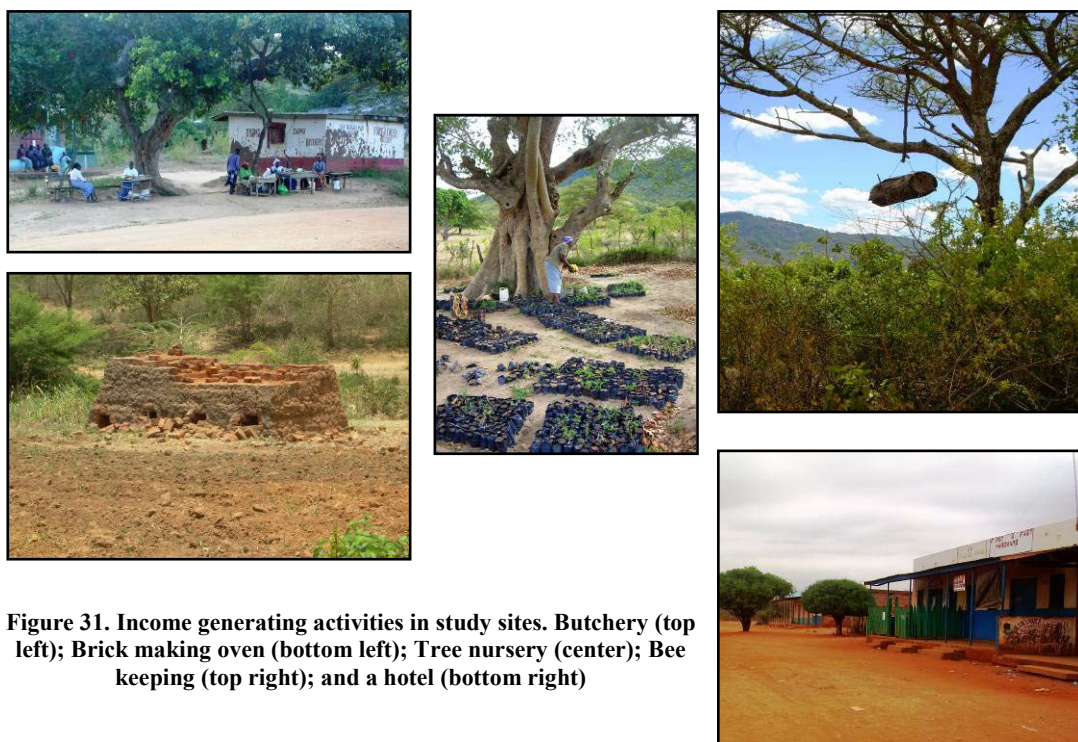 Figure 31. Income generating activities in study sites. Butchery (top
left); Brick making oven (bottom left); Tree nursery (center); Bee
keeping (top right); and a hotel (bottom right)